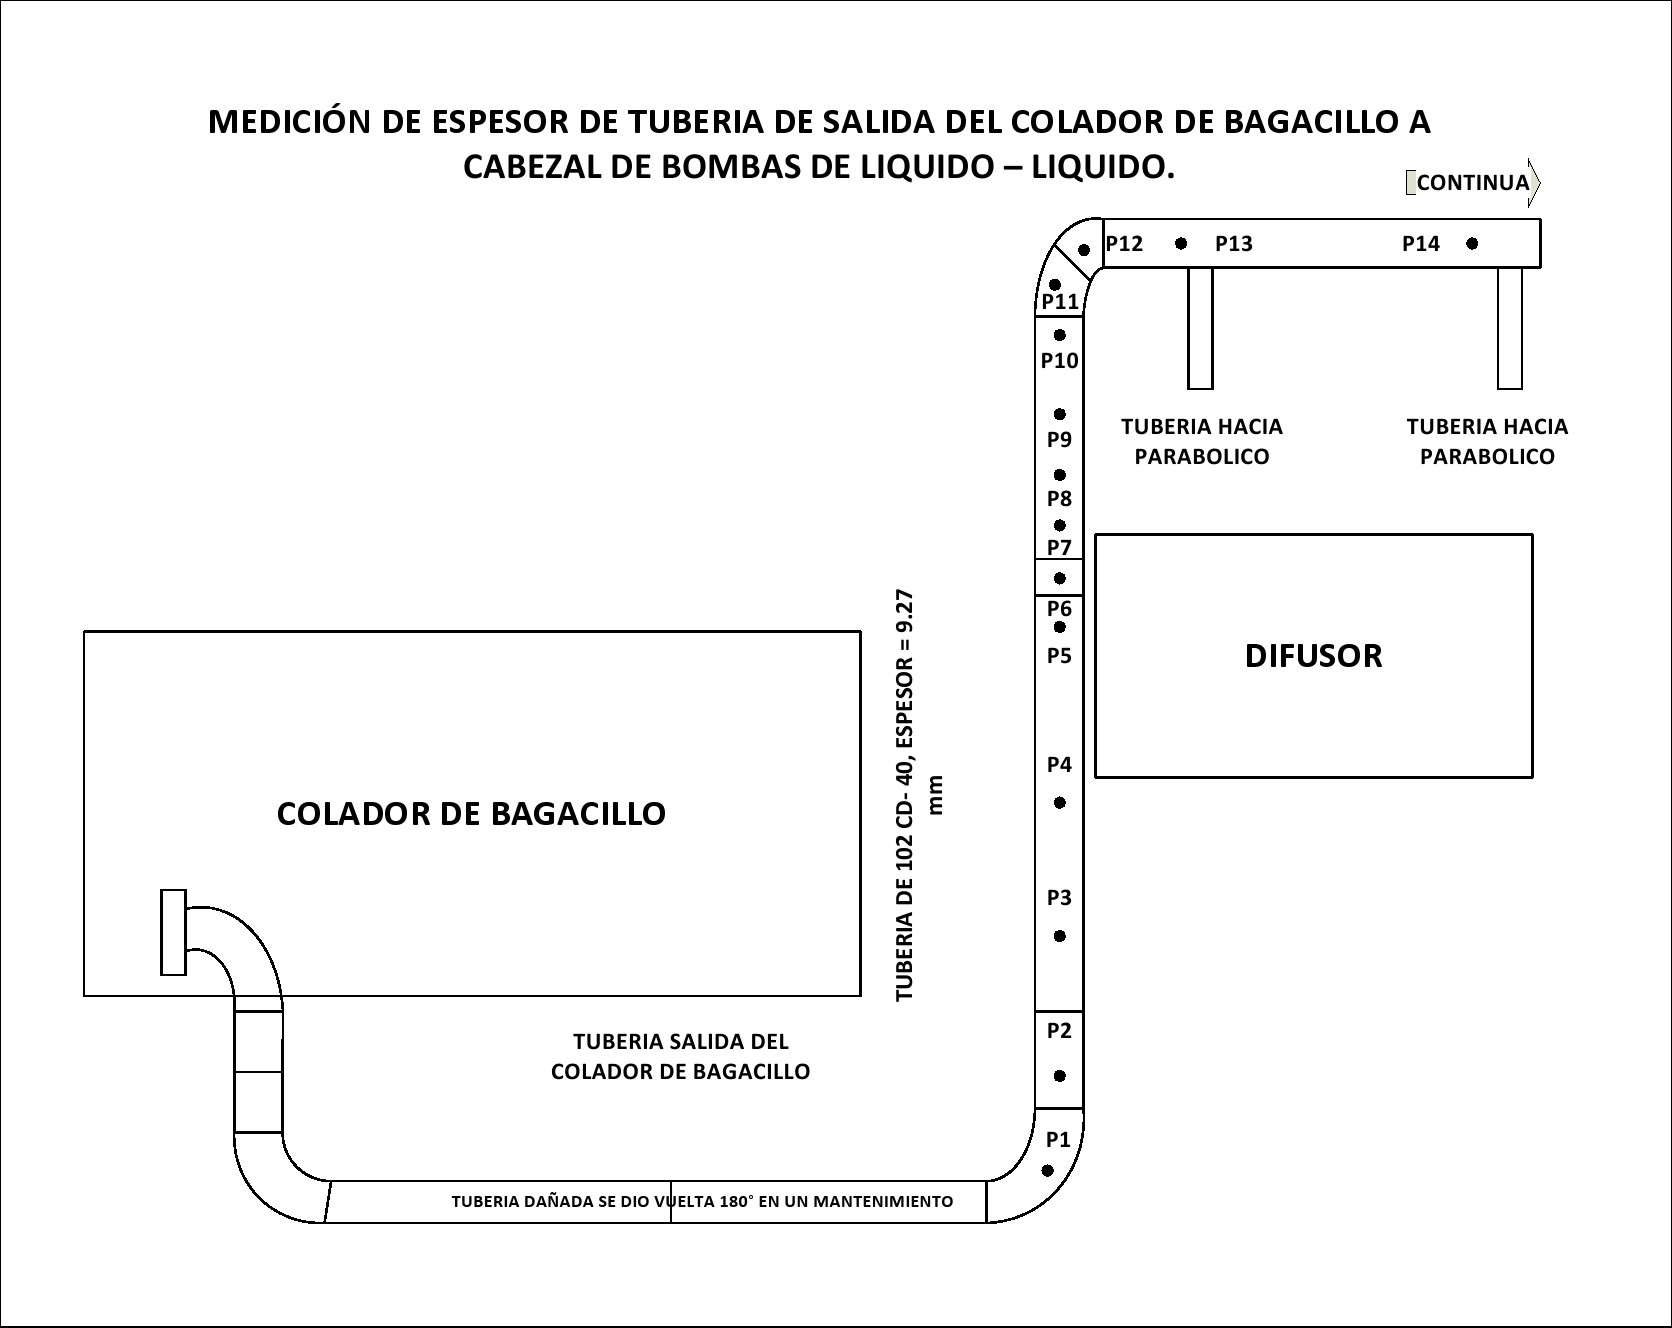 MEDICIÓN DE ESPESOR DE TUBERIA DE SALIDA DEL COLADOR DE BAGACILLO A
CABEZAL DE BOMBAS DE LIQUIDO – LIQUIDO.
CONTINUA
P12
P13
P14
P11
P10
TUBERIA HACIA
PARABOLICO
TUBERIA HACIA
PARABOLICO
P9
P8
P7
P6
P5
DIFUSOR
TUBERIA DE 102 CD- 40, ESPESOR = 9.27
mm
P4
COLADOR DE BAGACILLO
P3
P2
TUBERIA SALIDA DEL
COLADOR DE BAGACILLO
P1
TUBERIA DAÑADA SE DIO VUELTA 180° EN UN MANTENIMIENTO